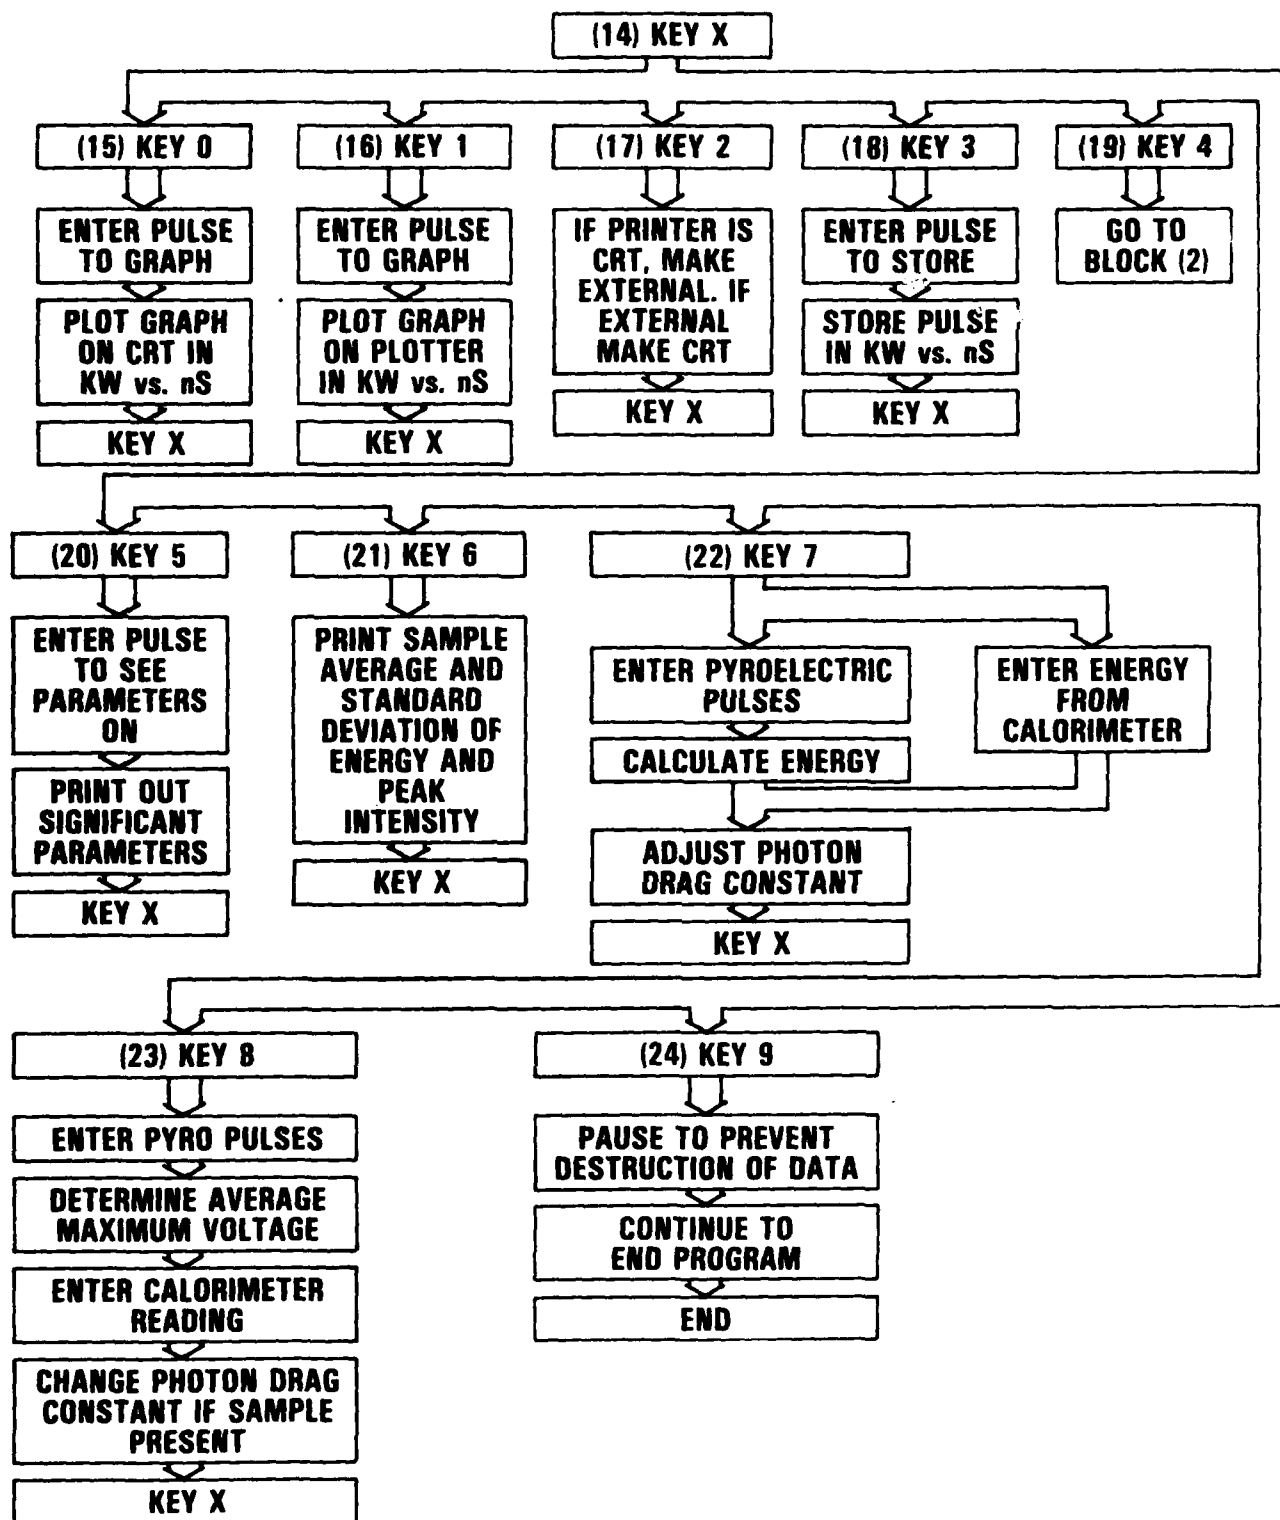 (14) KEY X
(15) KEY 0
ENTER PULSE
TO GRAPH
PLOT GRAPH
ON CRT IN
KW vs. nS
KEY X
(16) KEY 1
ENTER PULSE
TO GRAPH
PLOT GRAPH
ON PLOTTER
IN KW vs. nS
KEY X
(17) KEY 2
IF PRINTER IS
CRT, MAKE
EXTERNAL. IF
EXTERNAL
MAKE CRT
KEY X
(18) KEY 3
ENTER PULSE
TO STORE
STORE PULSE
IN KW vs. nS
KEY X
(19) KEY 4
GO TO
BLOCK (2)
(20) KEY 5
ENTER PULSE
TO SEE
PARAMETERS
ON
PRINT OUT
SIGNIFICANT
PARAMETERS
KEY X
(21) KEY 6
PRINT SAMPLE
AVERAGE AND
STANDARD
DEVIATION OF
ENERGY AND
PEAK
INTENSITY
KEY X
(22) KEY 7
ENTER PYROELECTRIC
PULSES
CALCULATE ENERGY
ENTER ENERGY
FROM
CALORIMETER
ADJUST PHOTON
DRAG CONSTANT
KEY X
(23) KEY 8
ENTER PYRO PULSES
DETERMINE AVERAGE
MAXIMUM VOLTAGE
ENTER CALORIMETER
READING
CHANGE PHOTON DRAG
CONSTANT IF SAMPLE
PRESENT
KEY X
(24) KEY 9
PAUSE TO PREVENT
DESTRUCTION OF DATA
CONTINUE TO
END PROGRAM
END